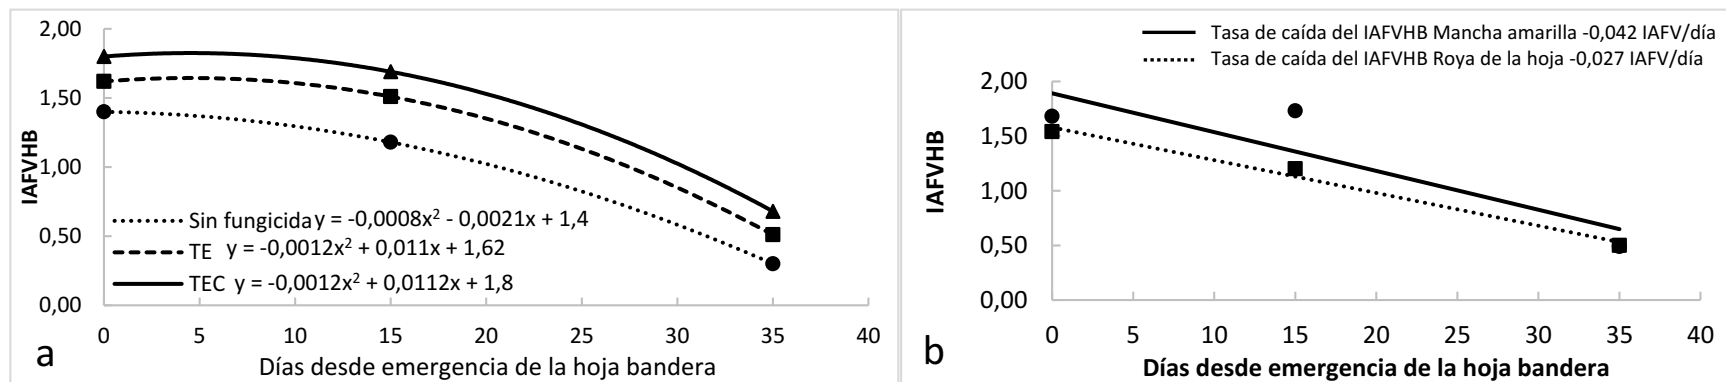 2,00
1,50
1,00
0,50
0,00
IAFVHB
Sin fungicida y = -0,0008x² - 0,0021x + 1,4
TE y = -0,0012x² + 0,011x + 1,62
TEC y = -0,0012x² + 0,0112x + 1,8
0 5 10 15 20 25 30 35 40
Días desde emergencia de la hoja bandera
a
Tasa de caída del IAFVHB Mancha amarilla -0,042 IAFV/día
Tasa de caída del IAFVHB Roya de la hoja -0,027 IAFV/día
2,00
1,50
1,00
0,50
0,00
IAFVHB
0 5 10 15 20 25 30 35 40
Días desde emergencia de la hoja bandera
b